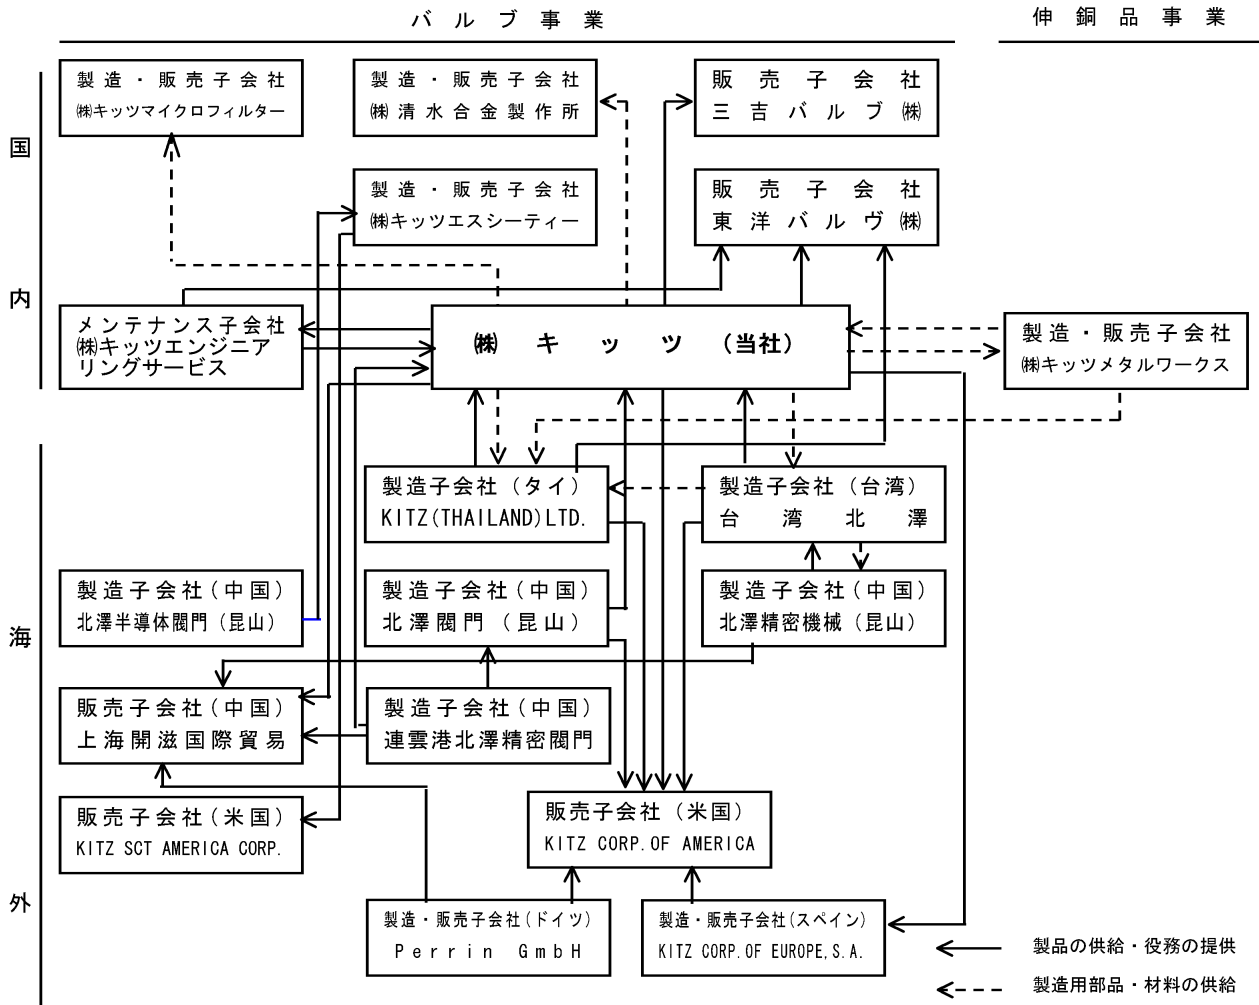 バルブ事業
伸銅品事業
国内
製造・販売子会社
㈱キッツマイクロフィルター
製造・販売子会社
㈱清水合金製作所
販売子会社
三吉バルブ㈱
製造・販売子会社
㈱キッツエスシーティー
販売子会社
東洋バルヴ㈱
メンテナンス子会社
㈱キッツエンジニア
リングサービス
㈱キッツ(当社)
製造・販売子会社
㈱キッツメタルワークス
海外
製造子会社(タイ)
KITZ(THAILAND)LTD.
製造子会社(台湾)
台湾北澤
製造子会社(中国)
北澤半導体閥門(昆山)
製造子会社(中国)
北澤閥門(昆山)
製造子会社(中国)
北澤精密機械(昆山)
販売子会社(中国)
上海開滋国際貿易
製造子会社(中国)
連雲港北澤精密閥門
販売子会社(米国)
KITZ SCT AMERICA CORP.
販売子会社(米国)
KITZ CORP.OF AMERICA
製造・販売子会社(ドイツ)
Perrin GmbH
製造・販売子会社(スペイン)
KITZ CORP.OF EUROPE,S.A.
製品の供給・役務の提供
製造用部品・材料の供給